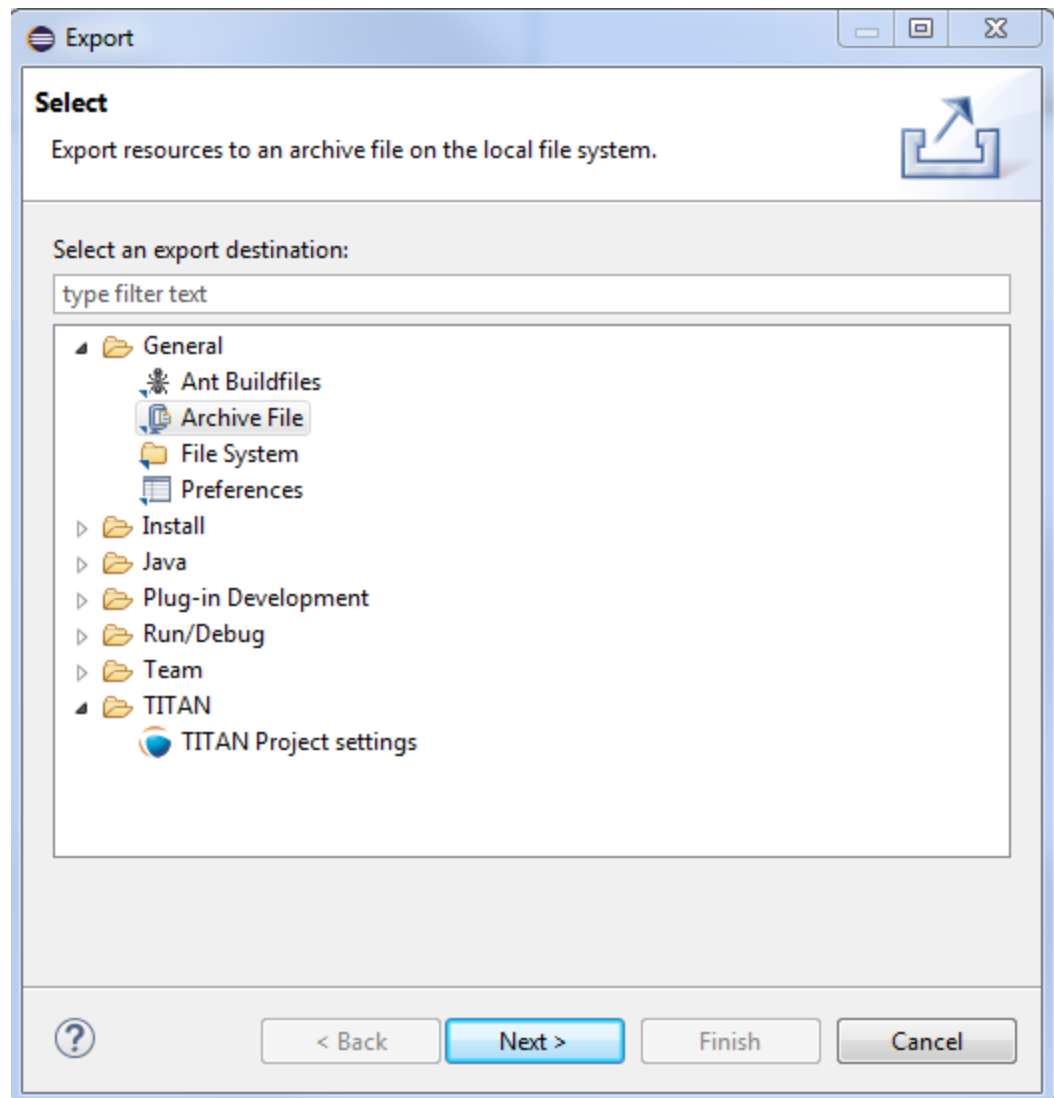 Export
Select
Export resources to an archive file on the local file system.
Select an export destination:
type filter text
General
Ant Buildfiles
Archive File
File System
Preferences
Install
Java
Plug-in Development
Run/Debug
Team
TITAN
TITAN Project settings
? < Back Next > Finish Cancel